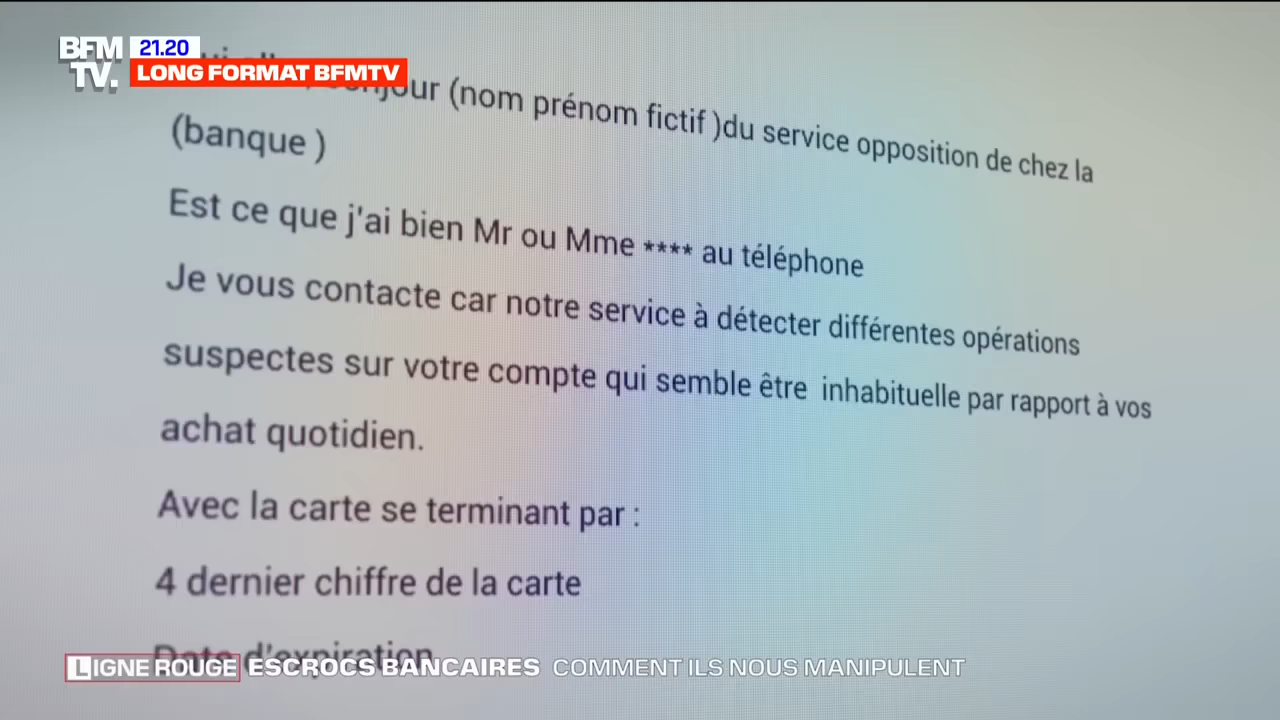 BFM
TV.
21.20
LONG FORMAT BFMTV
bonjour (nom prénom fictif )du service opposition de chez la
(banque )
Est ce que j'ai bien Mr ou Mme **** au téléphone
Je vous contacte car notre service à détecter différentes opérations
suspectes sur votre compte qui semble être inhabituelle par rapport à vos
achat quotidien.
Avec la carte se terminant par :
4 dernier chiffre de la carte
Date d'expiration
LIGNE ROUGE ESCROCS BANCAIRES COMMENT ILS NOUS MANIPULENT